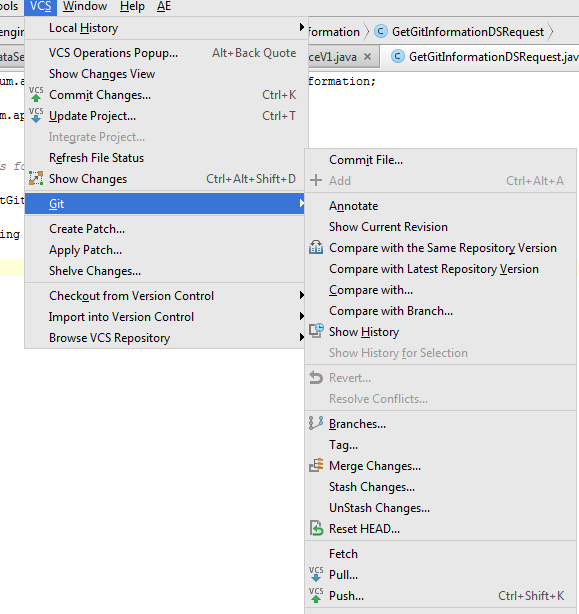 ools VCS Window Help AE
engin
formation GetGitInformationDSRequest
ataSe
ceV1.java GetGitInformationDSRequest.jav
um.a
formation;
m.ap
s fo
tGit
ing
Local History
VCS Operations Popup... Alt+Back Quote
Show Changes View
Commit Changes... Ctrl+K
Update Project... Ctrl+T
Integrate Project...
Refresh File Status
Show Changes Ctrl+Alt+Shift+D
Git
Create Patch...
Apply Patch...
Shelve Changes...
Checkout from Version Control
Import into Version Control
Browse VCS Repository
Commit File...
Add Ctrl+Alt+A
Annotate
Show Current Revision
Compare with the Same Repository Version
Compare with Latest Repository Version
Compare with...
Compare with Branch...
Show History
Show History for Selection
Revert...
Resolve Conflicts...
Branches...
Tag...
Merge Changes...
Stash Changes...
UnStash Changes...
Reset HEAD...
Fetch
Pull...
Push... Ctrl+Shift+K